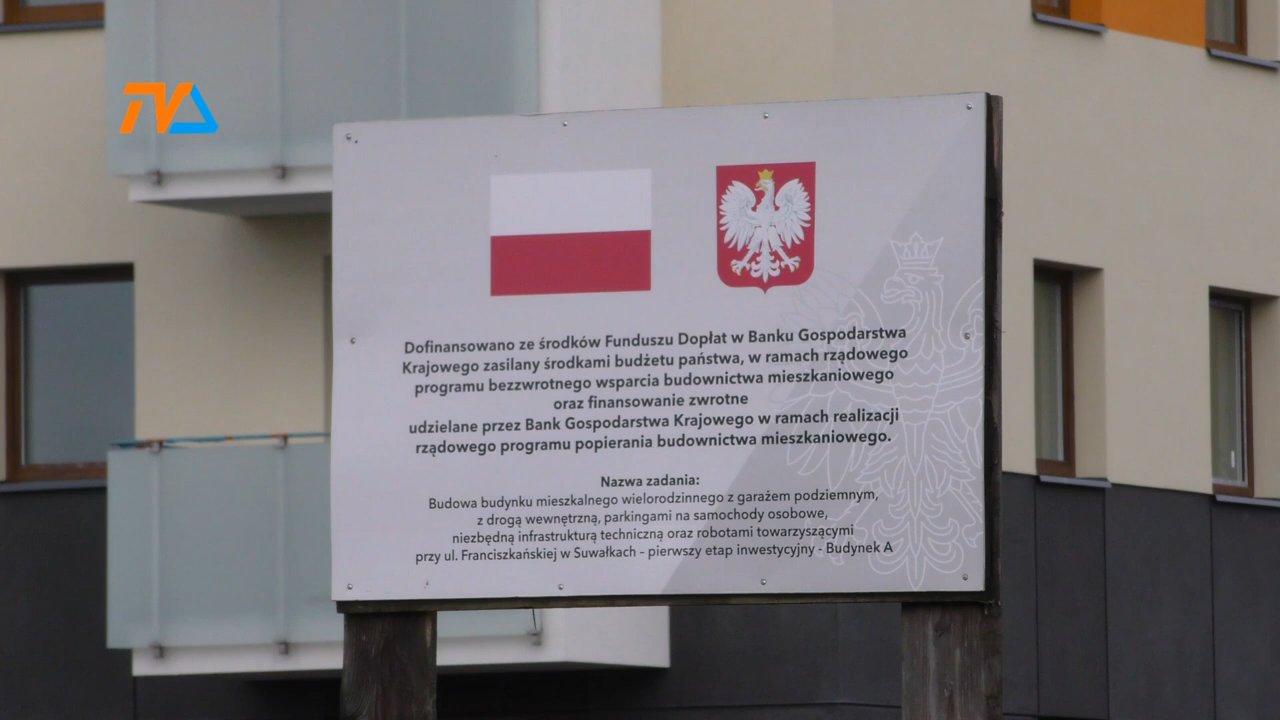 TVA
Dofinansowano ze środków Funduszu Dopłat w Banku Gospodarstwa
Krajowego zasilany środkami budżetu państwa, w ramach rządowego
programu bezzwrotnego wsparcia budownictwa mieszkaniowego
oraz finansowanie zwrotne
udzielane przez Bank Gospodarstwa Krajowego w ramach realizacji
rządowego programu popierania budownictwa mieszkaniowego.
Nazwa zadania:
Budowa budynku mieszkalnego wielorodzinnego z garażem podziemnym,
z drogą wewnętrzną, parkingami na samochody osobowe,
niezbędną infrastrukturą techniczną oraz robotami towarzyszącymi
przy ul. Franciszkańskiej w Suwałkach – pierwszy etap inwestycyjny - Budynek A